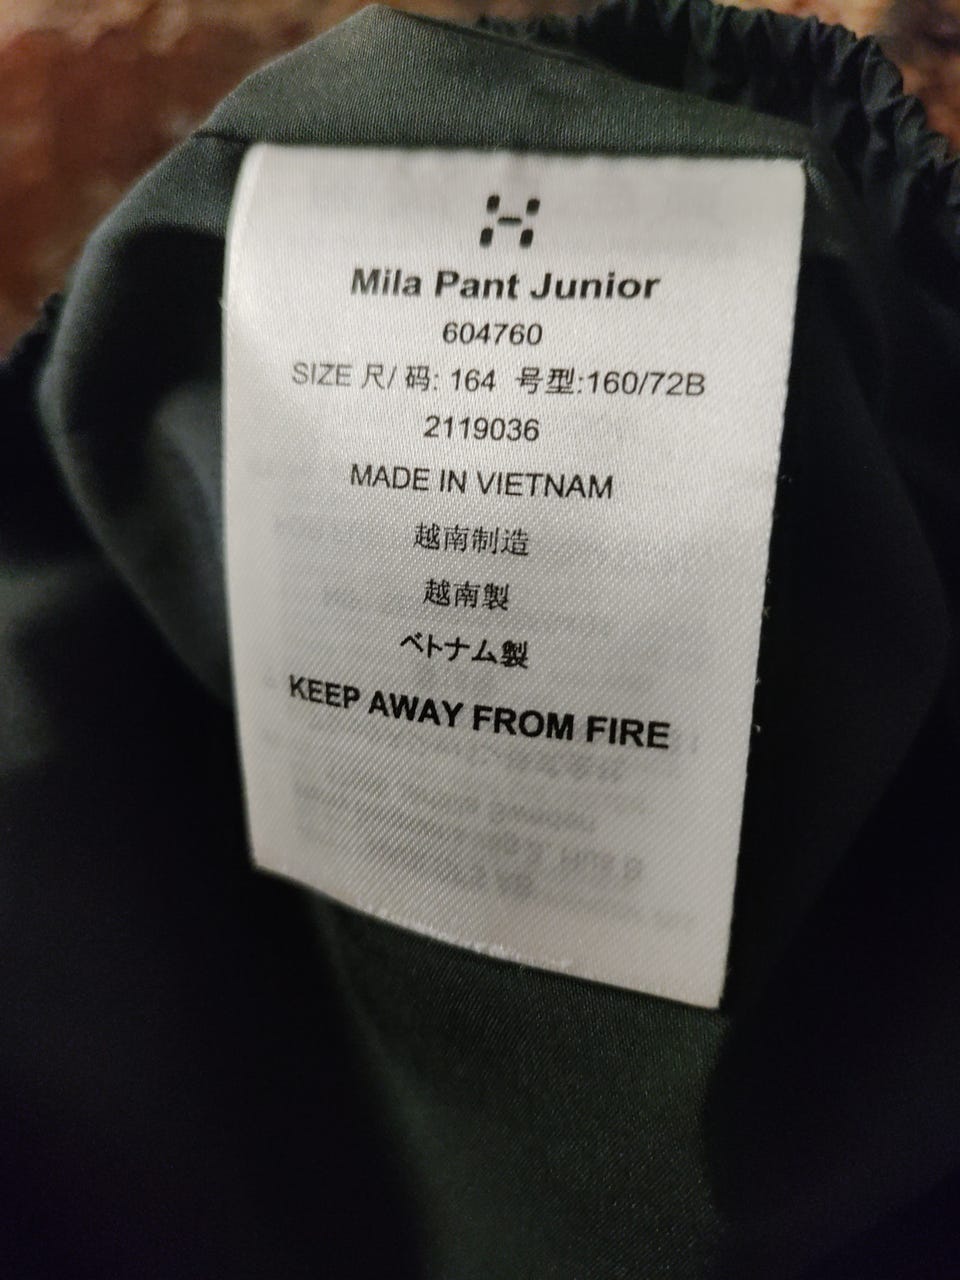 Mila Pant Junior
604760
SIZE 尺/ 码: 164 号型:160/72B
2119036
MADE IN VIETNAM
越南制造
越南製
ベトナム製
KEEP AWAY FROM FIRE